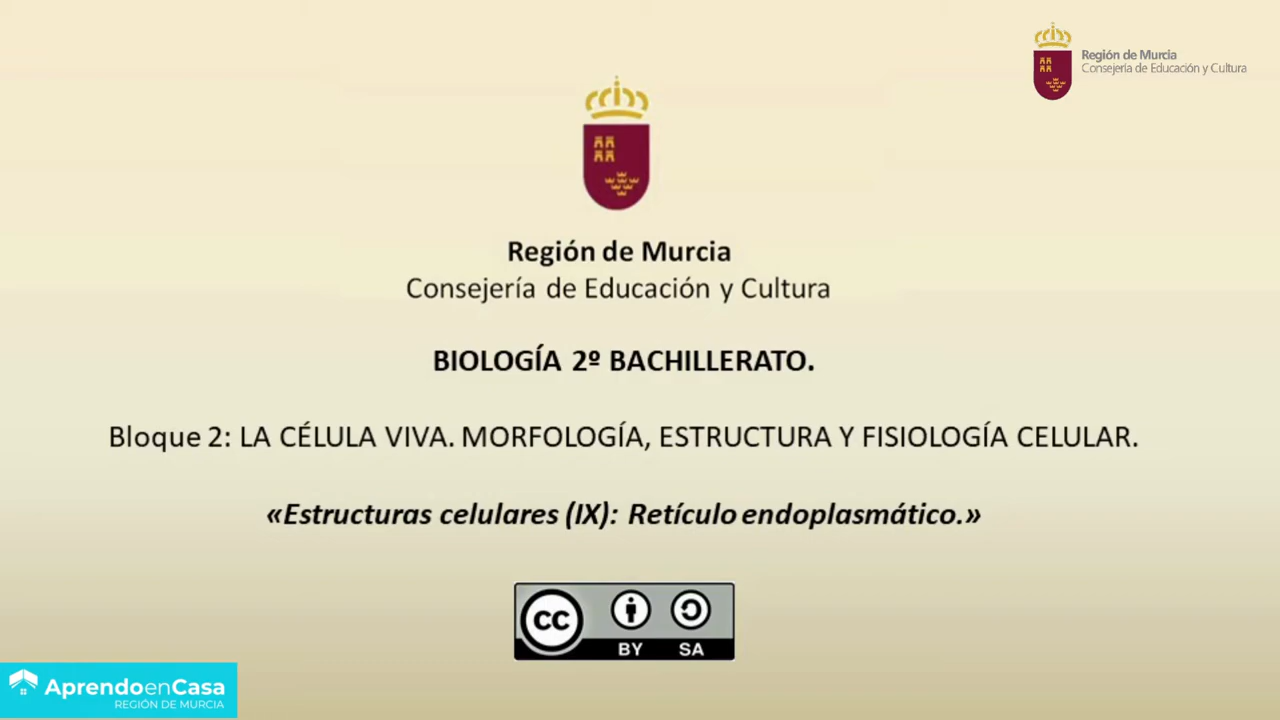 Región de Murcia
Consejería de Educación y Cultura
Región de Murcia
Consejería de Educación y Cultura
BIOLOGÍA 2º BACHILLERATO.
Bloque 2: LA CÉLULA VIVA. MORFOLOGÍA, ESTRUCTURA Y FISIOLOGÍA CELULAR.
«Estructuras celulares (IX): Retículo endoplasmático.»
CC
BY SA
AprendoenCasa
REGIÓN DE MURCIA